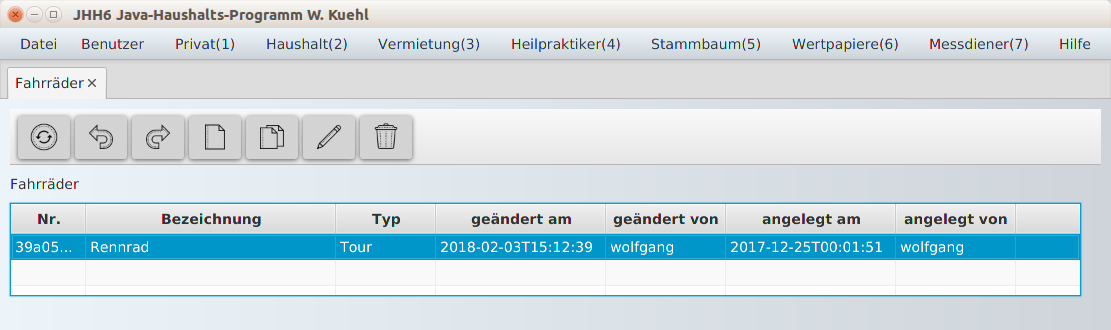 JHH6 Java-Haushalts-Programm W. Kuehl
Datei Benutzer Privat(1) Haushalt(2) Vermietung(3) Heilpraktiker(4) Stammbaum(5) Wertpapiere(6) Messdiener(7) Hilfe
Fahrräder
Fahrräder
Nr. Bezeichnung Typ geändert am geändert von angelegt am angelegt von
39a05... Rennrad Tour 2018-02-03T15:12:39 wolfgang 2017-12-25T00:01:51 wolfgang